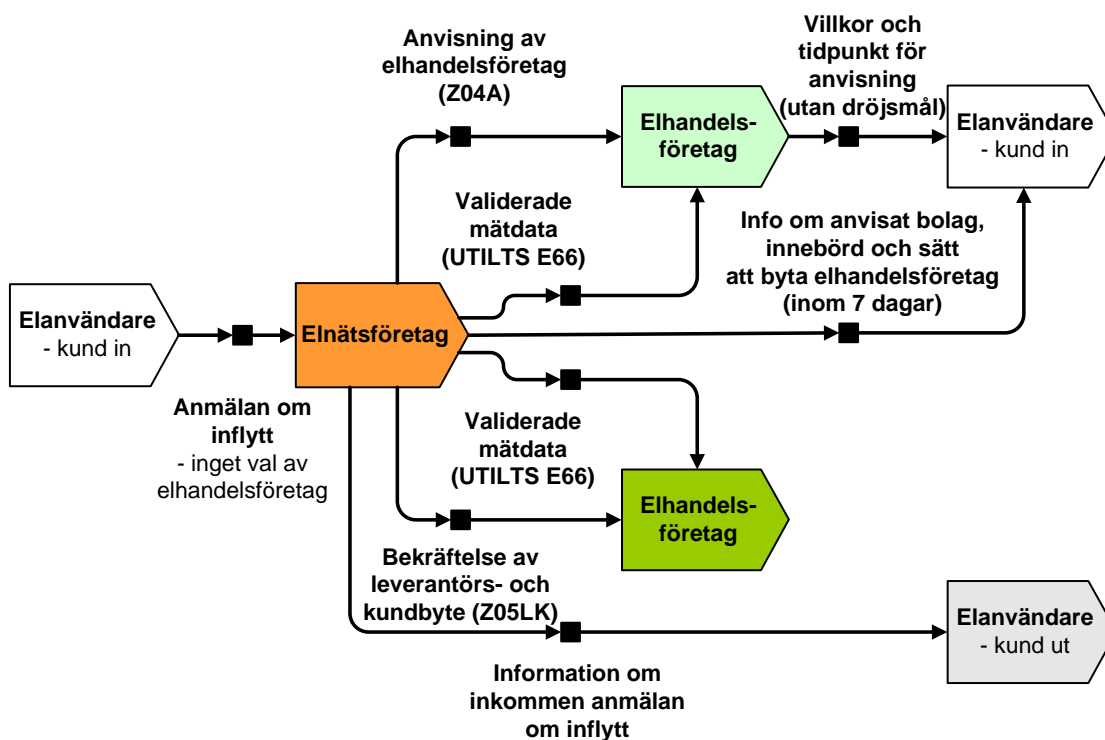 Anvisning av
elhandelsföretag
(Z04A)
Villkor och
tidpunkt för
anvisning
(utan dröjsmål)
Elhandels-
företag
Elanvändare
- kund in
Validerade
mätdata
(UTILTS E66)
Info om anvisat bolag,
innebörd och sätt
att byta elhandelsföretag
(inom 7 dagar)
Elanvändare
- kund in
Elnätsföretag
Anmälan om
inflytt
- inget val av
elhandelsföretag
Validerade
mätdata
(UTILTS E66)
Elhandels-
företag
Bekräftelse av
leverantörs- och
kundbyte (Z05LK)
Elanvändare
- kund ut
Information om
inkommen anmälan
om inflytt